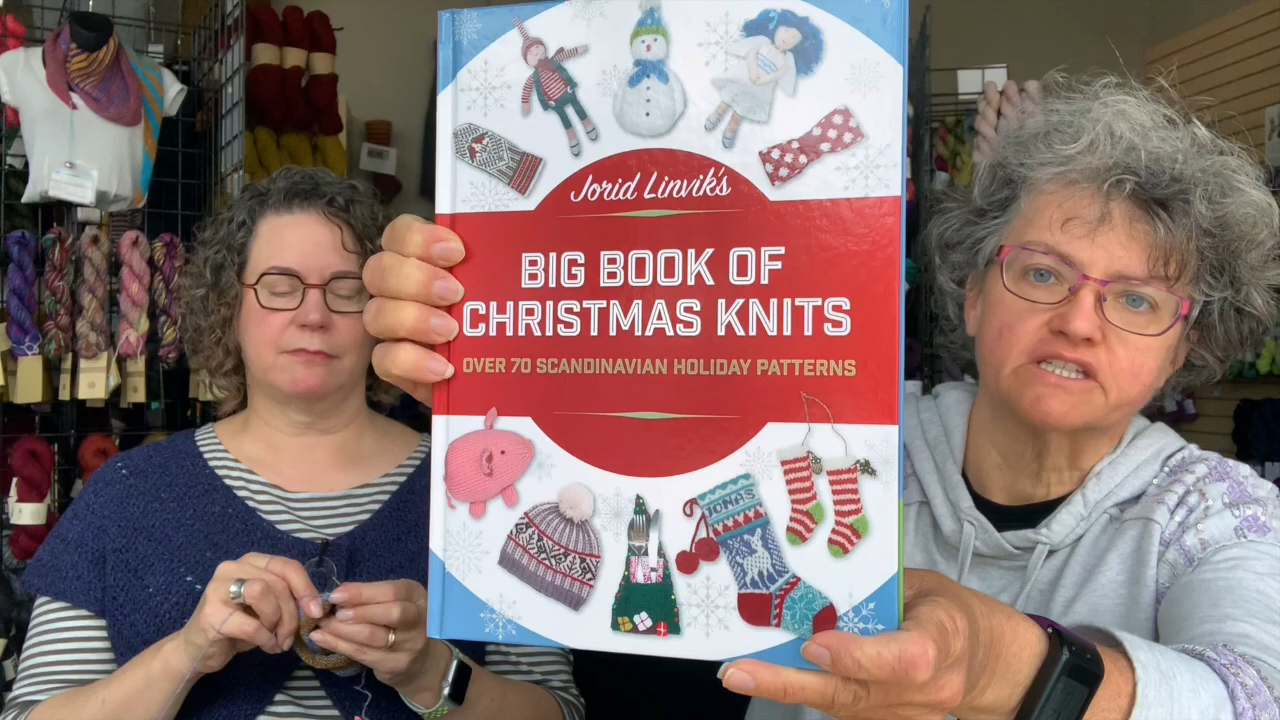 Jorid Linvik's
BIG BOOK OF
CHRISTMAS KNITS
OVER 70 SCANDINAVIAN HOLIDAY PATTERNS
JONAS